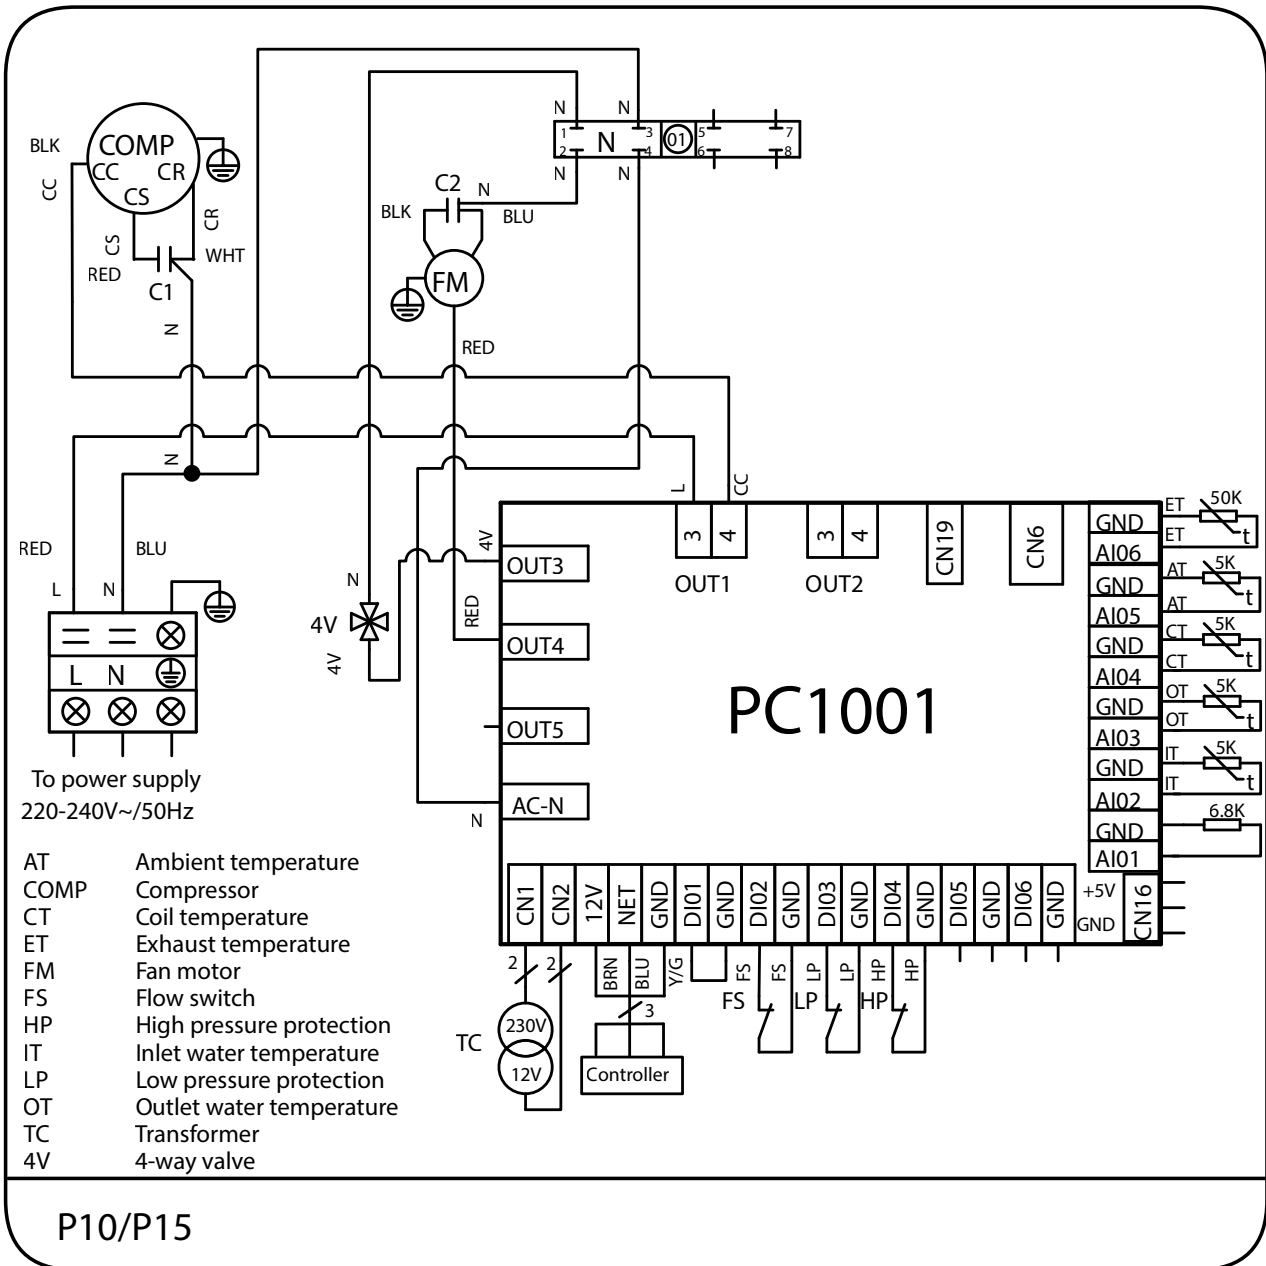 N N
1 3 5 7
N 01
2 4 6 8
N N
BLK
COMP
CC CR
CS
CC
CS
CR
RED
WHT
C1
N
C2
N
BLK
BLU
FM
RED
N
RED
BLU
L N
L N
To power supply
220-240V~/50Hz
N
4V
4V
4V
RED
N
L
CC
3 4
OUT1
3 4
OUT2
CN19
CN6
OUT3
OUT4
OUT5
AC-N
PC1001
GND
AI06
GND
AI05
GND
AI04
GND
AI03
GND
AI02
GND
AI01
ET 50K
ET t
AT 5K
AT t
CT 5K
CT t
OT 5K
OT t
IT 5K
IT t
6.8K
CN1 CN2 12V NET GND DI01 GND DI02 GND DI03 GND DI04 GND DI05 GND DI06 GND
+5V
GND
CN16
2 2
BRN BLU Y/G
FS FS LP LP HP HP
FS LP HP
3
TC
230V
12V
Controller
AT Ambient temperature
COMP Compressor
CT Coil temperature
ET Exhaust temperature
FM Fan motor
FS Flow switch
HP High pressure protection
IT Inlet water temperature
LP Low pressure protection
OT Outlet water temperature
TC Transformer
4V 4-way valve
P10/P15